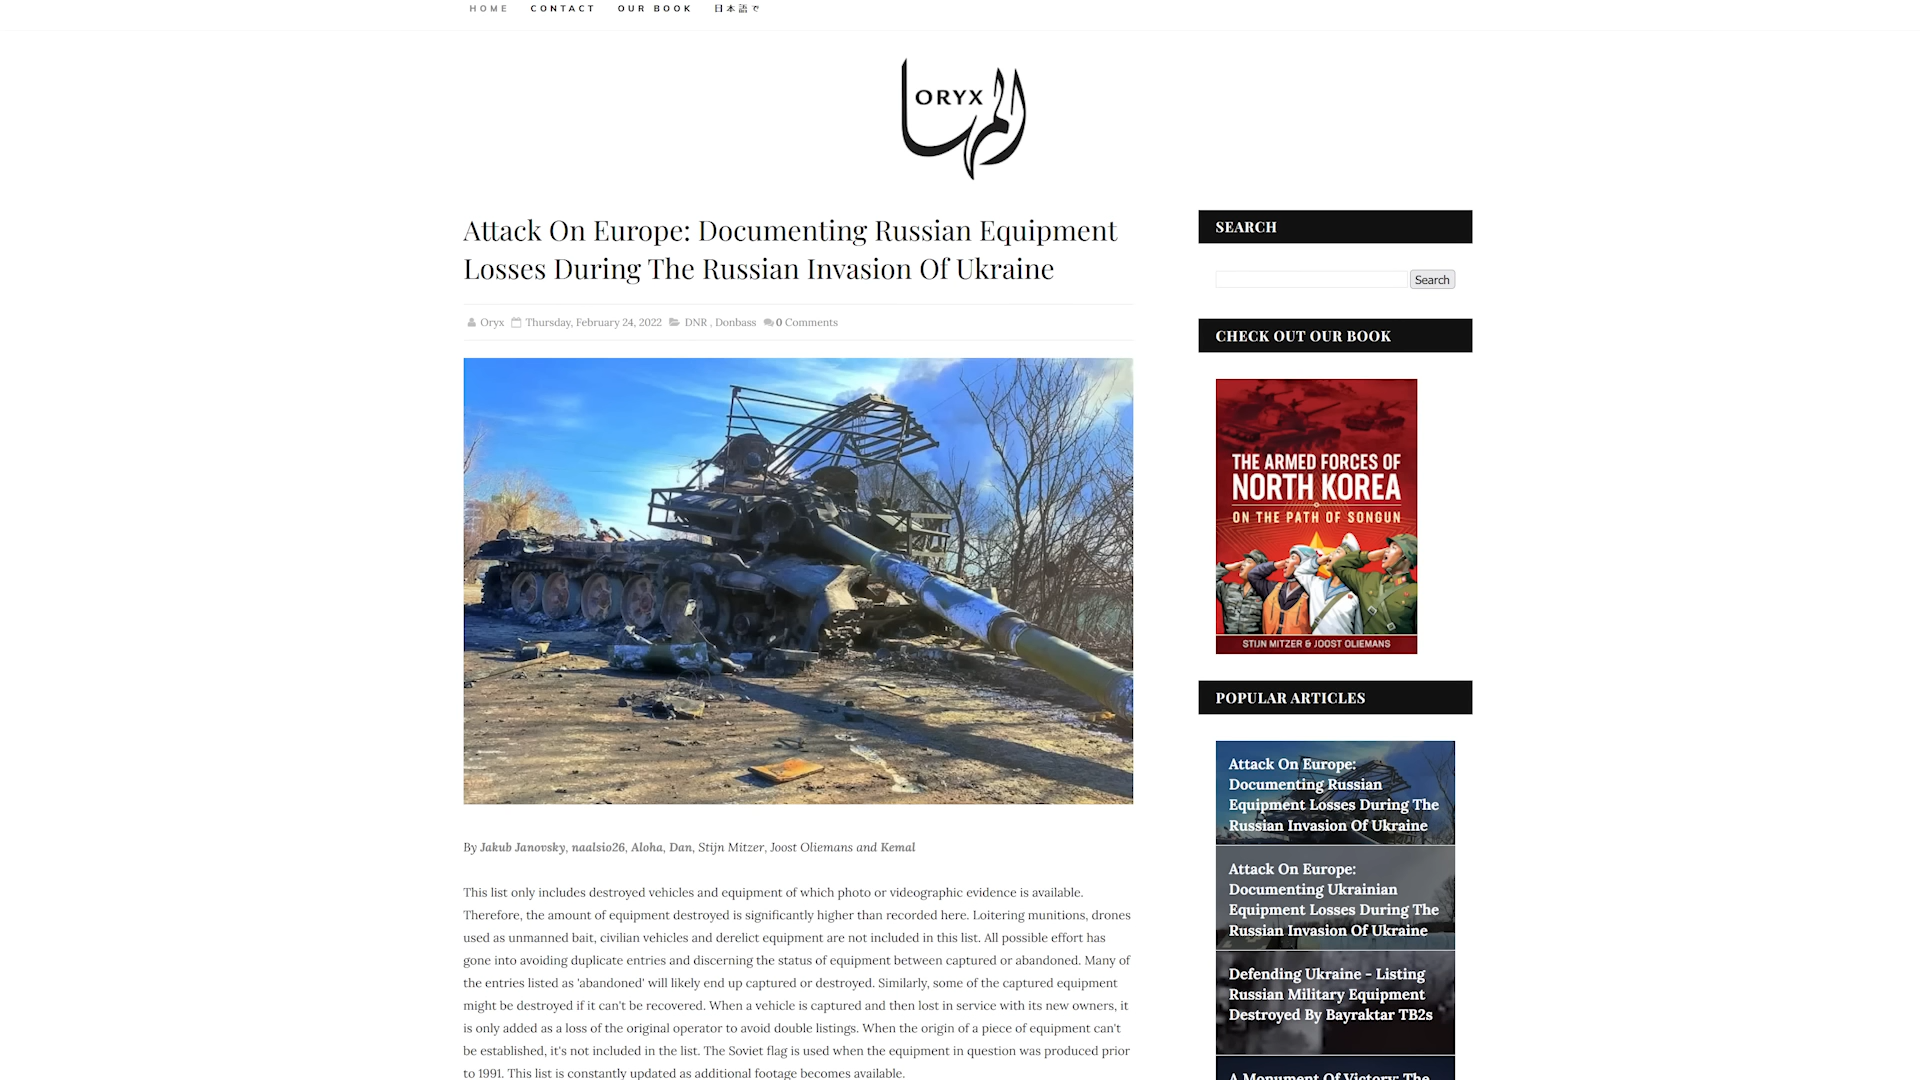 HOME CONTACT OUR BOOK 日本語で
ORYX
المها
Attack On Europe: Documenting Russian Equipment
Losses During The Russian Invasion Of Ukraine
Oryx Thursday, February 24, 2022 DNR , Donbass 0 Comments
By Jakub Janovsky, naalsio26, Aloha, Dan, Stijn Mitzer, Joost Oliemans and Kemal
This list only includes destroyed vehicles and equipment of which photo or videographic evidence is available.
Therefore, the amount of equipment destroyed is significantly higher than recorded here. Loitering munitions, drones
used as unmanned bait, civilian vehicles and derelict equipment are not included in this list. All possible effort has
gone into avoiding duplicate entries and discerning the status of equipment between captured or abandoned. Many of
the entries listed as 'abandoned' will likely end up captured or destroyed. Similarly, some of the captured equipment
might be destroyed if it can't be recovered. When a vehicle is captured and then lost in service with its new owners, it
is only added as a loss of the original operator to avoid double listings. When the origin of a piece of equipment can't
be established, it's not included in the list. The Soviet flag is used when the equipment in question was produced prior
to 1991. This list is constantly updated as additional footage becomes available.
SEARCH
Search
CHECK OUT OUR BOOK
THE ARMED FORCES OF
NORTH KOREA
ON THE PATH OF SONGUN
STIJN MITZER & JOOST OLIEMANS
POPULAR ARTICLES
Attack On Europe:
Documenting Russian
Equipment Losses During The
Russian Invasion Of Ukraine
Attack On Europe:
Documenting Ukrainian
Equipment Losses During The
Russian Invasion Of Ukraine
Defending Ukraine - Listing
Russian Military Equipment
Destroyed By Bayraktar TB2s
A Monument Of Victory: The